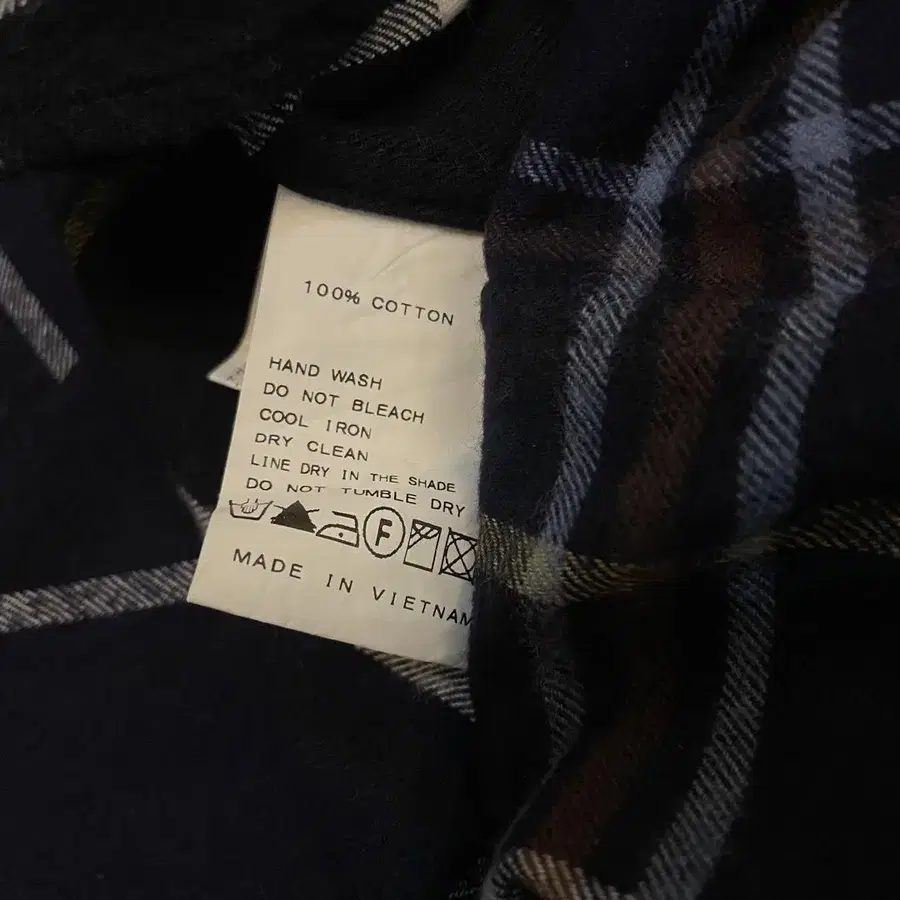 100% COTTON
HAND WASH
DO NOT BLEACH
COOL IRON
DRY CLEAN
LINE DRY IN THE SHADE
DO NOT TUMBLE DRY
F
MADE IN VIETNAM